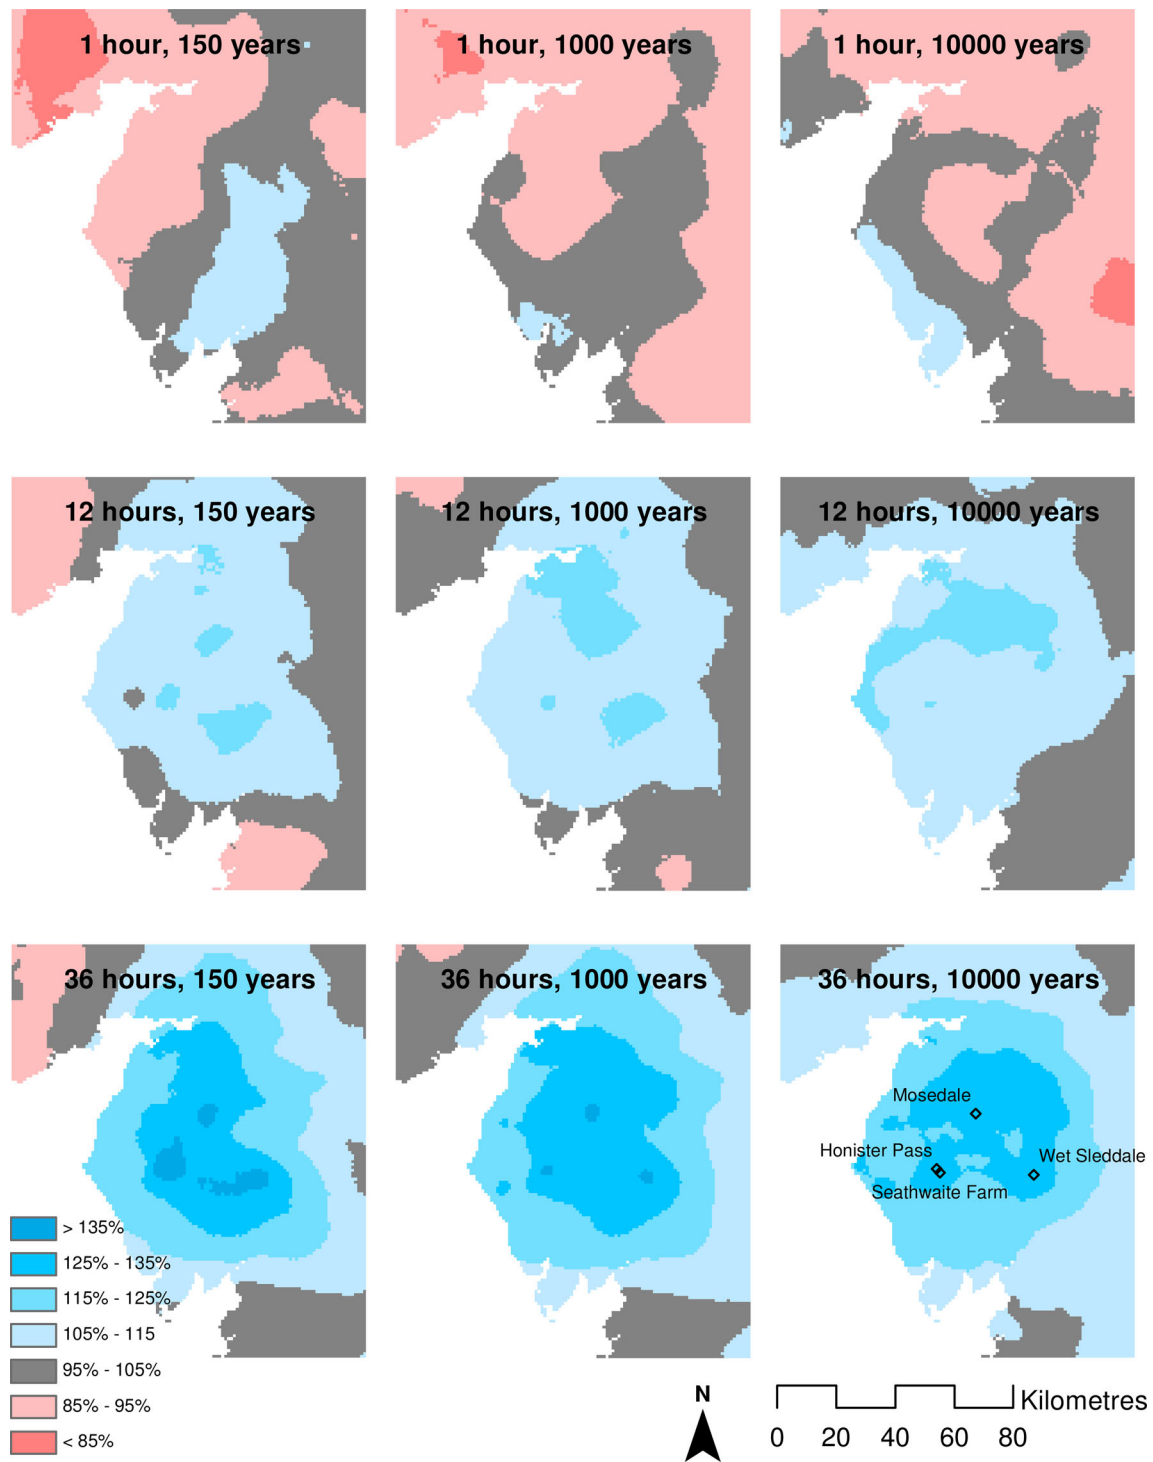 1 hour, 150 years
1 hour, 1000 years
1 hour, 10000 years
12 hours, 150 years
12 hours, 1000 years
12 hours, 10000 years
36 hours, 150 years
36 hours, 1000 years
36 hours, 10000 years
Mosedale
Honister Pass
Wet Sleddale
Seathwaite Farm
> 135%
125% - 135%
115% - 125%
105% - 115
95% - 105%
85% - 95%
< 85%
N
Kilometres
0 20 40 60 80